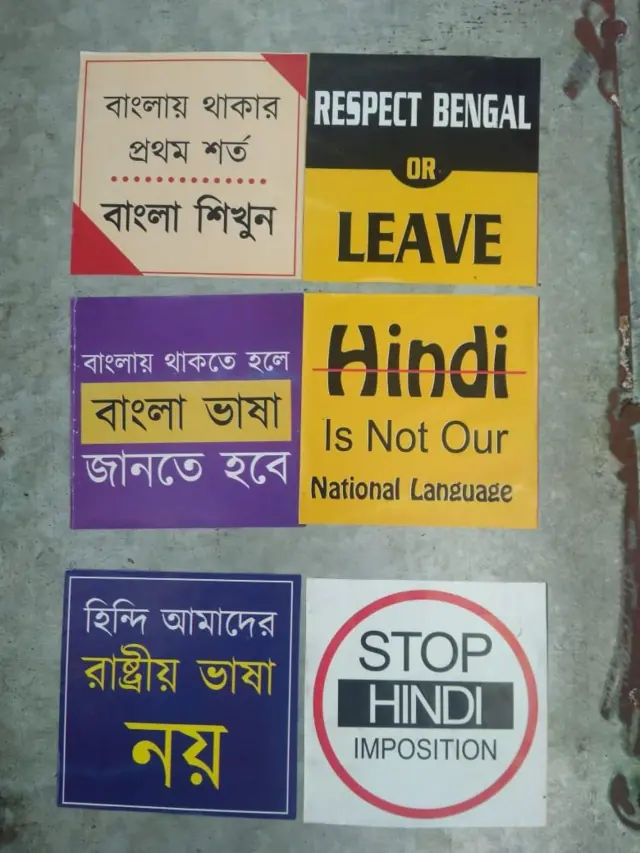 বাংলায় থাকার
প্রথম শর্ত
বাংলা শিখুন
RESPECT BENGAL
OR
LEAVE
বাংলায় থাকতে হলে
বাংলা ভাষা
জানতে হবে
Hindi
Is Not Our
National Language
হিন্দি আমাদের
রাষ্ট্রীয় ভাষা
নয়
STOP
HINDI
IMPOSITION